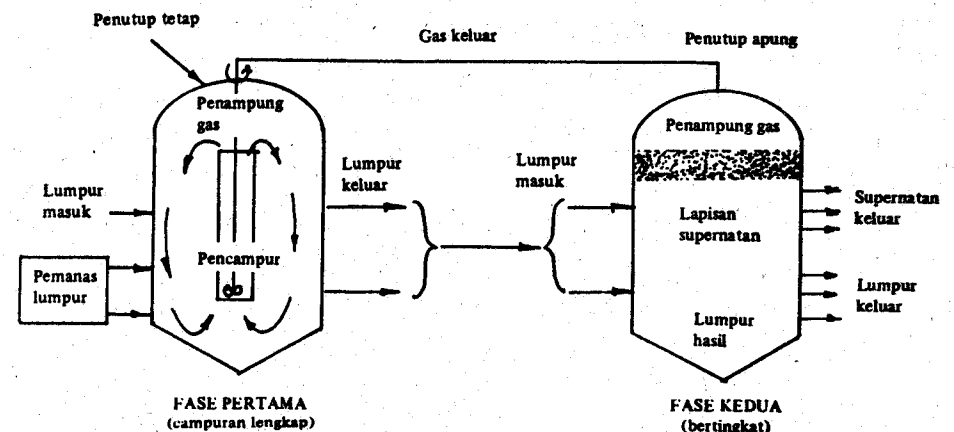 Penutup tetap
Gas keluar
Penutup apung
Penampung
gas
Penampung gas
Lumpur
masuk
Lumpur
keluar
Lumpur
masuk
Lapisan
supernatan
Supernatan
keluar
Pemanas
lumpur
Pencampur
Lumpur
hasil
Lumpur
keluar
FASE PERTAMA
(campuran lengkap)
FASE KEDUA
(bertingkat)